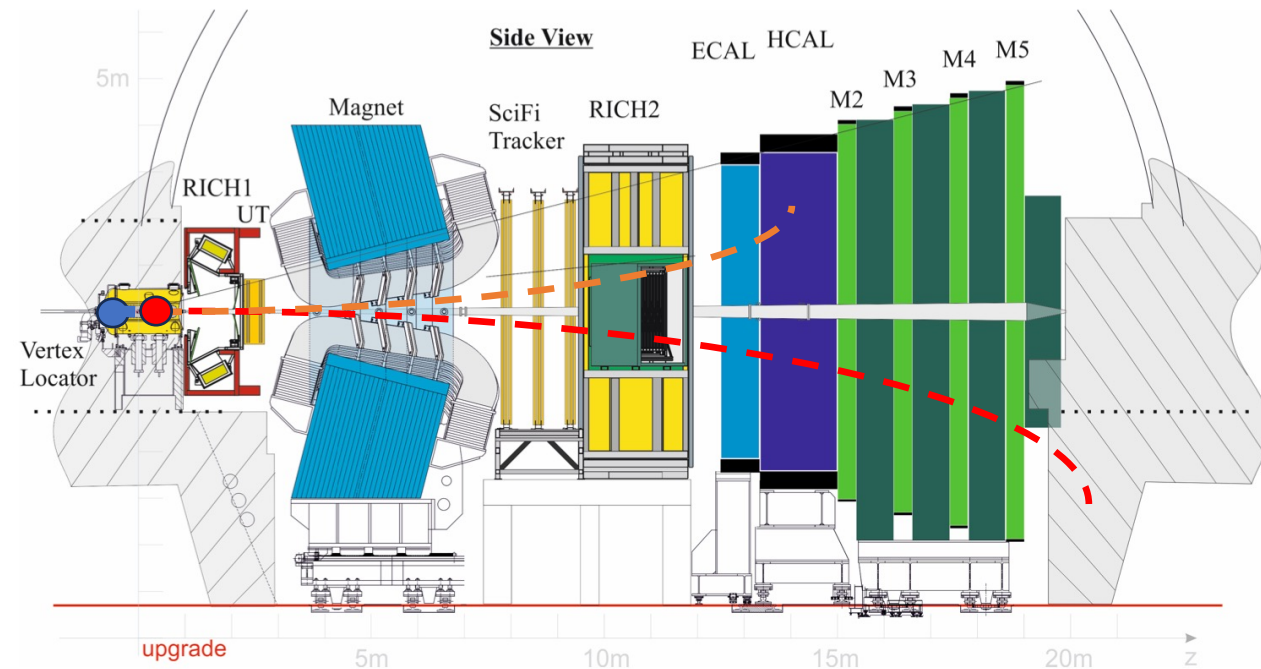 Side View
ECAL
HCAL
M5
M4
M3
M2
5m
Magnet
SciFi
Tracker
RICH2
RICH1
UT
Vertex
Locator
upgrade
5m
10m
15m
20m
z